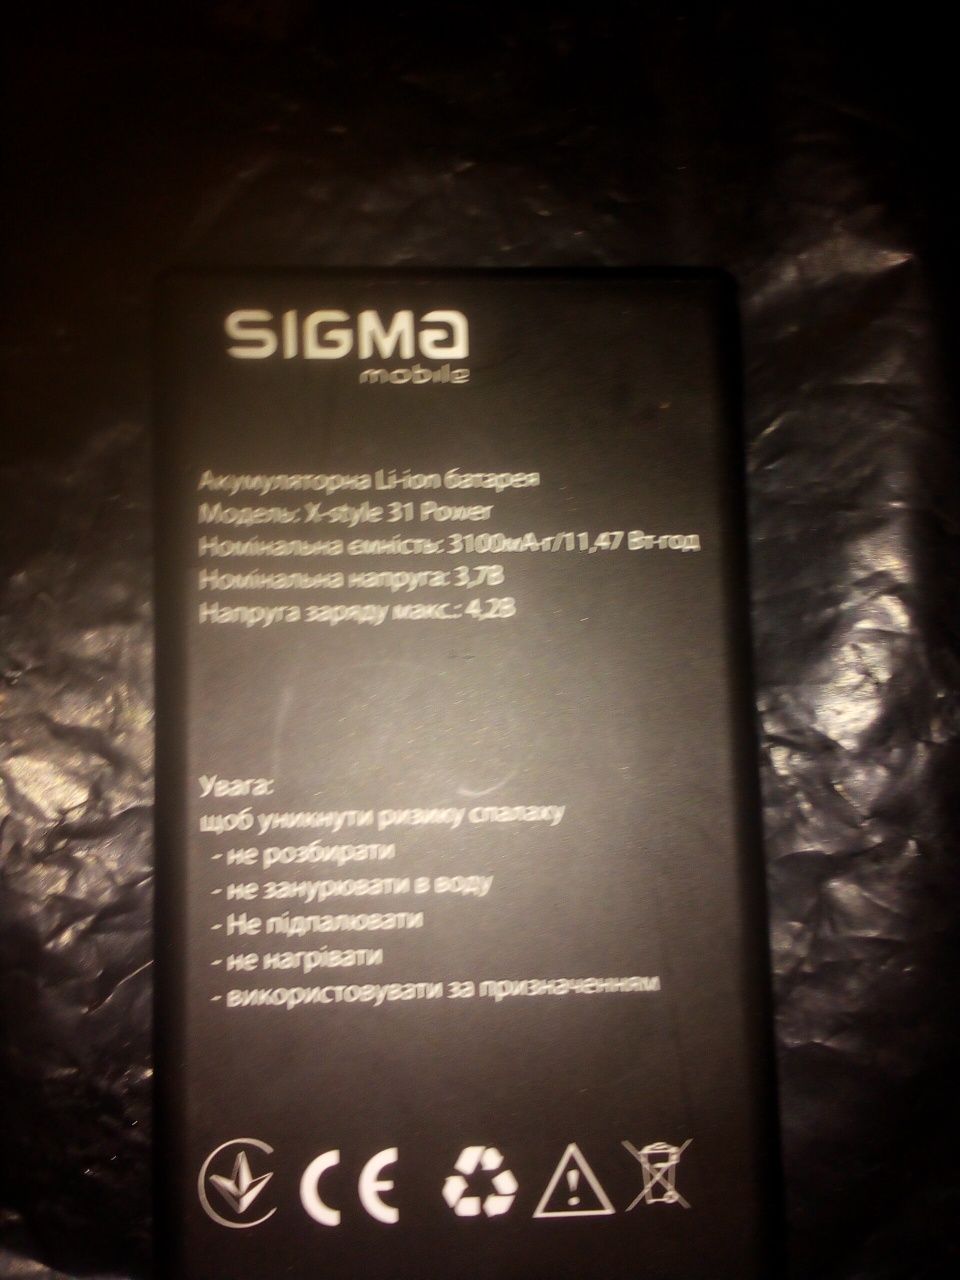 SIGMA
mobile
Акумуляторна Li-ion батарея
Модель: X-style 31 Power
Номінальна ємність: 3100мА·г/11,47 Вт·год
Номінальна напруга: 3,7В
Напруга заряду макс.: 4,2В
Увага:
щоб уникнути ризику спалаху
- не розбирати
- не занурювати в воду
- Не підпалювати
- не нагрівати
- використовувати за призначенням
CE